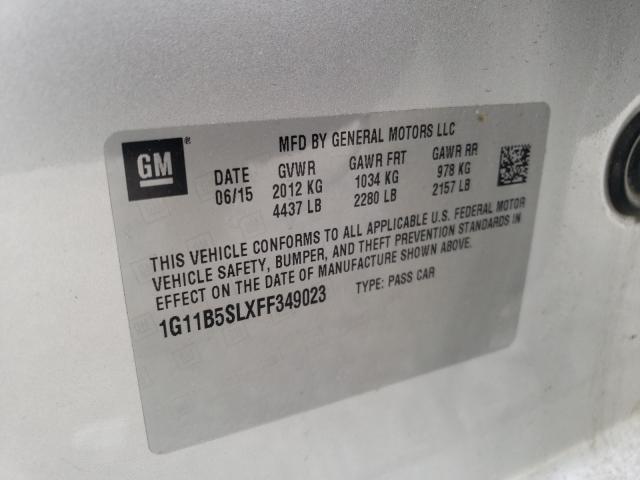 MFD BY GENERAL MOTORS LLC
GM®
DATE GVWR GAWR FRT GAWR RR
06/15 2012 KG 1034 KG 978 KG
4437 LB 2280 LB 2157 LB
THIS VEHICLE CONFORMS TO ALL APPLICABLE U.S. FEDERAL MOTOR
VEHICLE SAFETY, BUMPER, AND THEFT PREVENTION STANDARDS IN
EFFECT ON THE DATE OF MANUFACTURE SHOWN ABOVE.
1G11B5SLXFF349023 TYPE: PASS CAR